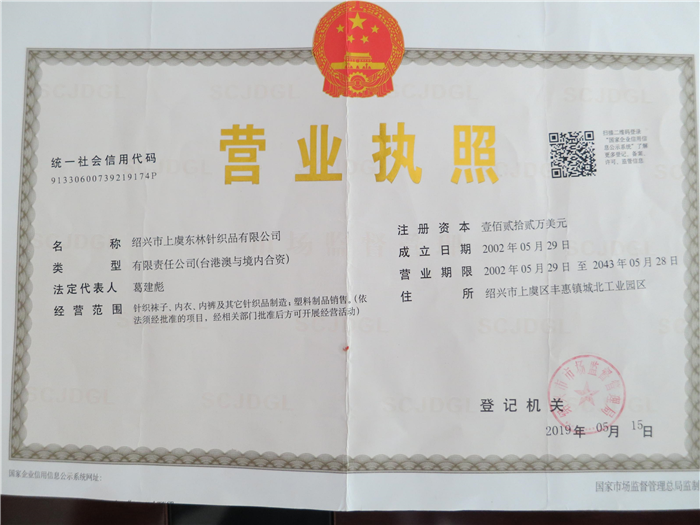 营业执照
统一社会信用代码
91330600739219174P
扫描二维码登录
“国家企业信用信
息公示系统”了解
更多登记、备案、
许可、监管信息
名 称 绍兴市上虞东林针织品有限公司
类 型 有限责任公司(台港澳与境内合资)
法定代表人 葛建彪
经营范围 针织袜子,内衣、内裤及其它针织品制造;塑料制品销售。(依
法须经批准的项目,经相关部门批准后方可开展经营活动)
注册资本 壹佰贰拾贰万美元
成立日期 2002年05月29日
营业期限 2002年05月29日 至 2043年05月28日
住 所 绍兴市上虞区丰惠镇城北工业园区
登记机关
2019年 05月 15日
国家企业信用信息公示系统网址:
国家市场监督管理总局监制
SCJDGL